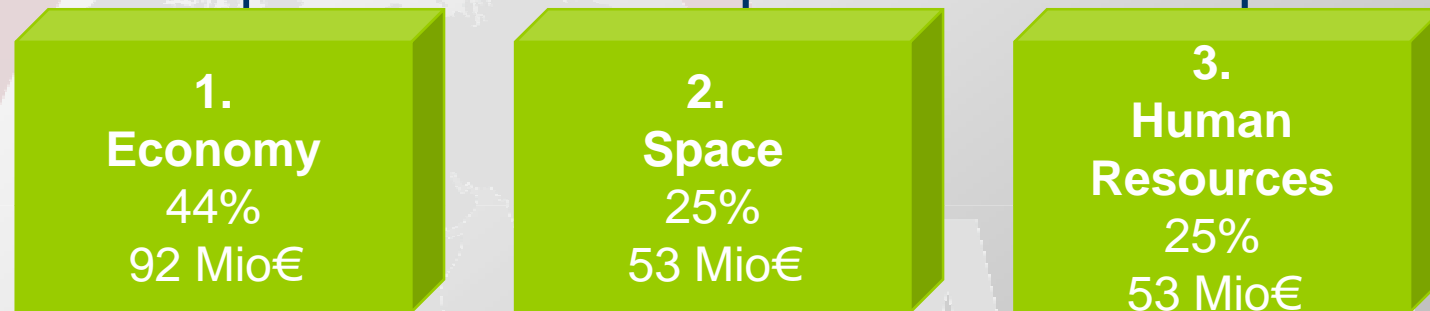 1.
Economy
44%
92 Mio€
2.
Space
25%
53 Mio€
3.
Human
Resources
25%
53 Mio€